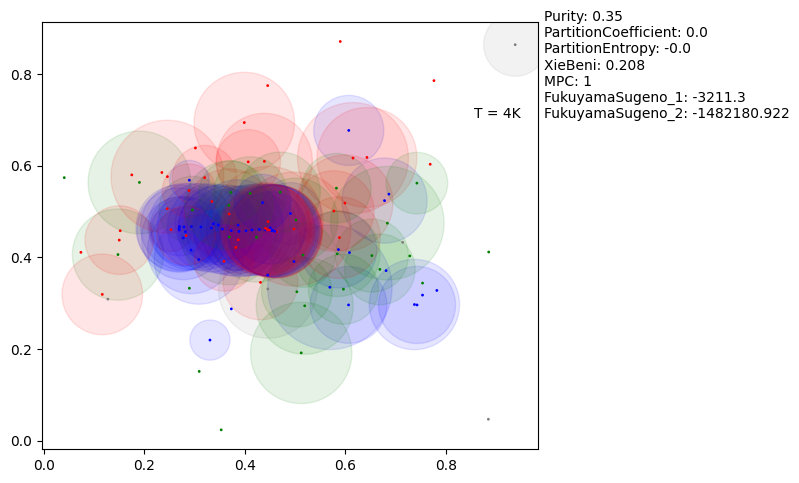 Purity: 0.35
PartitionCoefficient: 0.0
PartitionEntropy: -0.0
XieBeni: 0.208
MPC: 1
FukuyamaSugeno_1: -3211.3
FukuyamaSugeno_2: -1482180.922
T = 4K
0.8
0.6
0.4
0.2
0.0
0.0 0.2 0.4 0.6 0.8